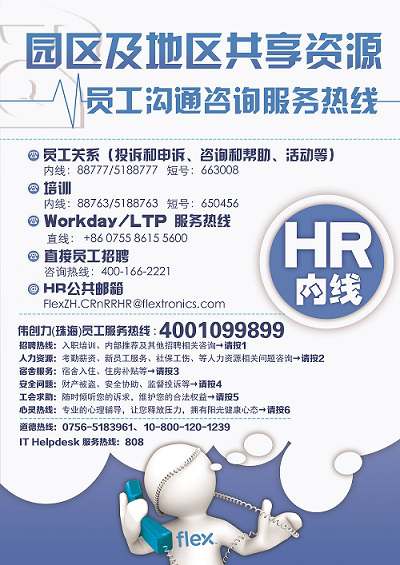 园区及地区共享资源
员工沟通咨询服务热线
员工关系（投诉和申诉、咨询和帮助、活动等）
内线：88777/5188777 短号：663008
培训
内线：88763/5188763 短号：650456
Workday/LTP 服务热线
直线： +86 0755 8615 5600
直接员工招聘
咨询热线：400-166-2221
HR公共邮箱
FlexZH.CRnRRHR@flextronics.com
HR
内线
伟创力(珠海)员工服务热线：4001099899
招聘热线：入职培训、内部推荐及其他招聘相关咨询→请按1
人力资源：考勤薪资、新员工服务、社保工伤、等人力资源相关问题咨询→请按2
宿舍服务：宿舍入住、住房补贴等→请按3
安全问题：财产被盗、安全协助、监督投诉等→请按4
工会求助：随时倾听您的诉求，维护您的合法权益→请按5
心灵热线：专业的心理辅导，让您释放压力，拥有阳光健康心态→请按6
道德热线：0756-5183961、10-800-120-1239
IT Helpdesk 服务热线：808
flex